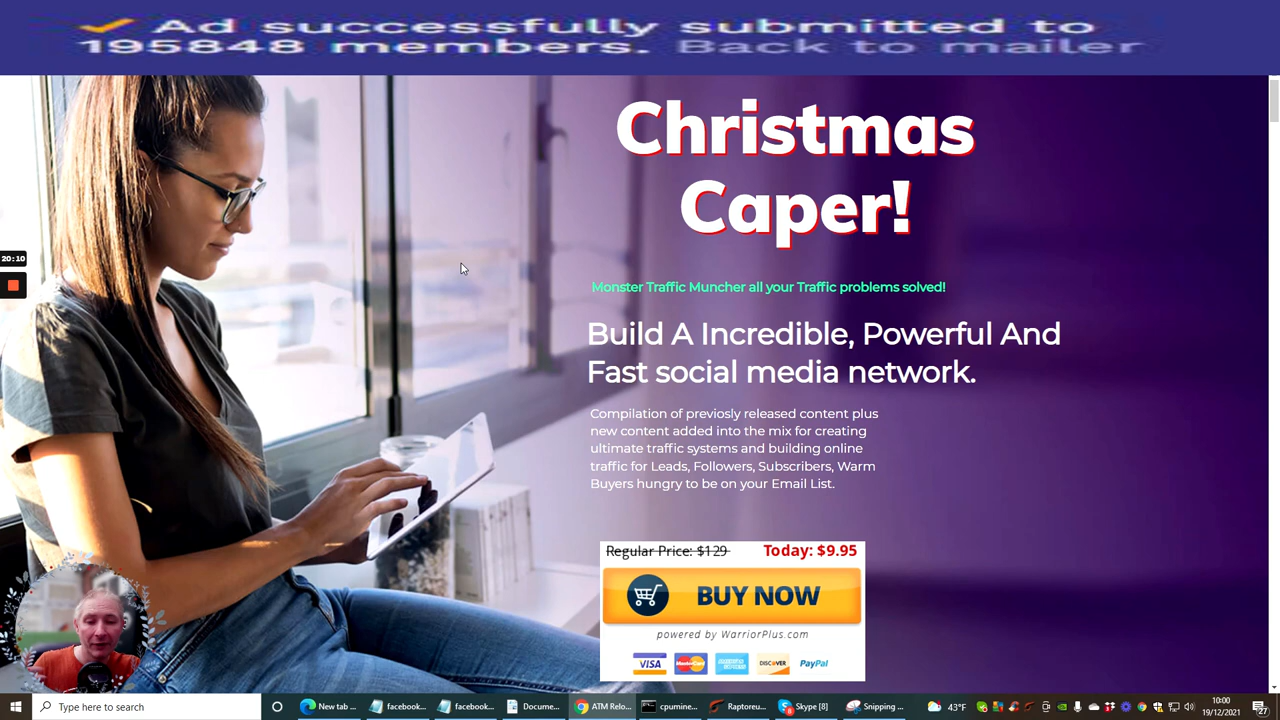 Ad successfully submitted to
195848 members. Back to mailer
Christmas
Caper!
20:10
Monster Traffic Muncher all your Traffic problems solved!
Build A Incredible, Powerful And
Fast social media network.
Compilation of previosly released content plus
new content added into the mix for creating
ultimate traffic systems and building online
traffic for Leads, Followers, Subscribers, Warm
Buyers hungry to be on your Email List.
Regular Price: $129 Today: $9.95
BUY NOW
powered by WarriorPlus.com
VISA MasterCard AMERICAN EXPRESS DISCOVER PayPal
Type here to search
New tab ...
facebook...
facebook...
Docume...
ATM Relo...
cpumine...
Raptoreu...
Skype [8]
Snipping ...
43°F
10:00
19/12/2021
27